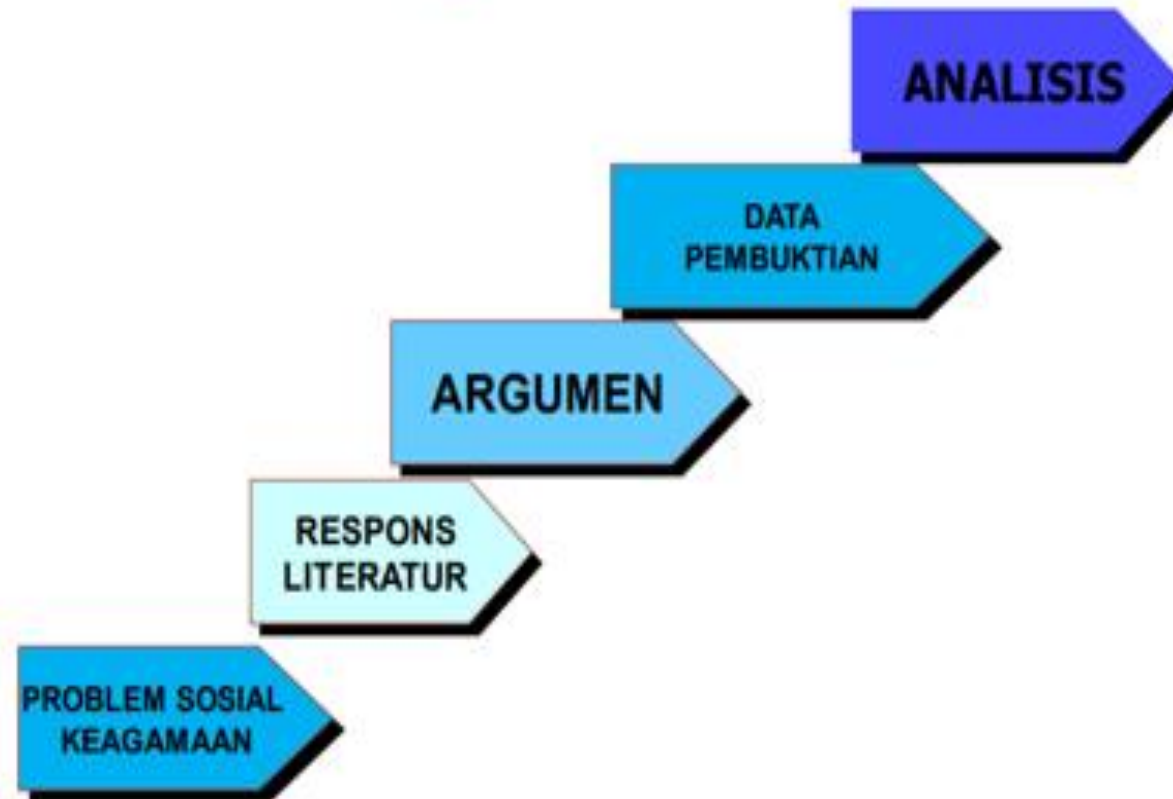 ANALISIS
DATA
PEMBUKTIAN
ARGUMEN
RESPONS
LITERATUR
PROBLEM SOSIAL
KEAGAMAAN